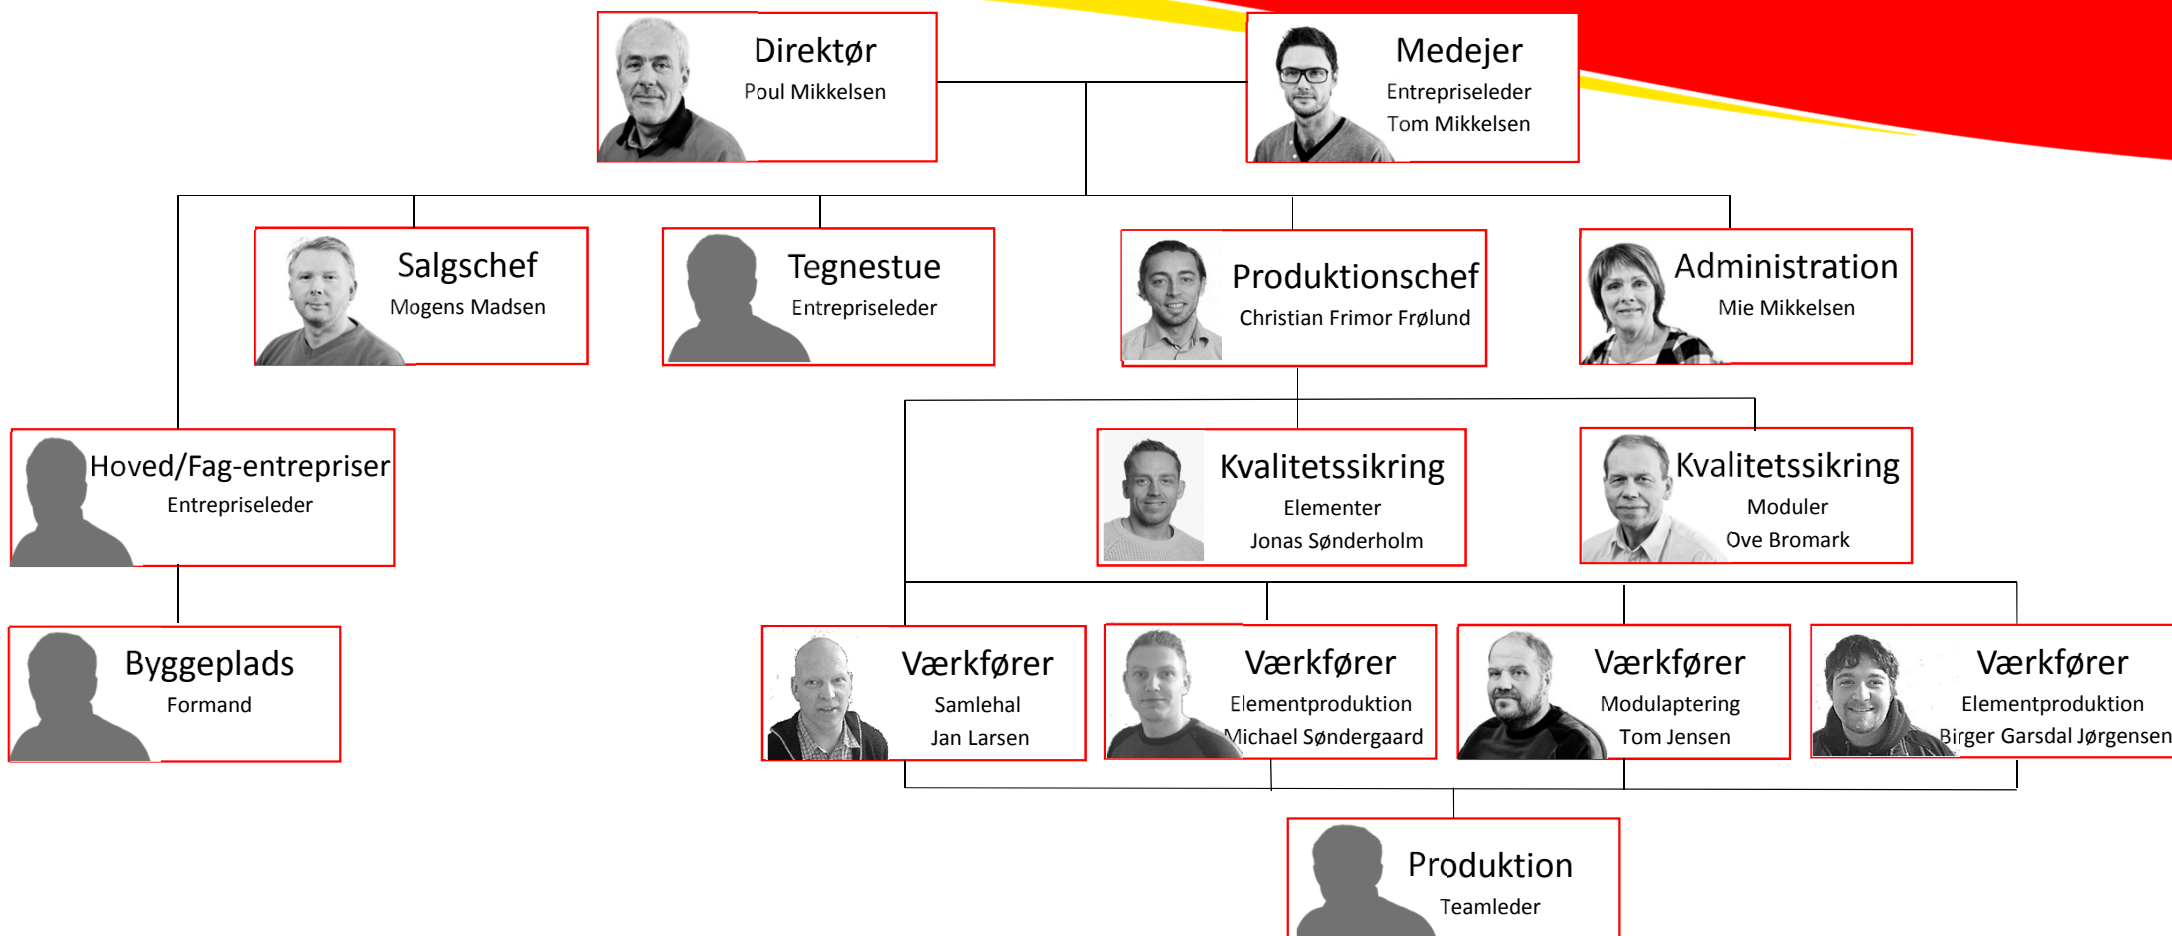 Direktør
Poul Mikkelsen
Medejer
Entrepriseleder
Tom Mikkelsen
Salgschef
Mogens Madsen
Tegnestue
Entrepriseleder
Produktionschef
Christian Frimor Frølund
Administration
Mie Mikkelsen
Hoved/Fag-entrepriser
Entrepriseleder
Kvalitetssikring
Elementer
Jonas Sønderholm
Kvalitetssikring
Moduler
Ove Bromark
Byggeplads
Formand
Værkfører
Samlehal
Jan Larsen
Værkfører
Elementproduktion
Michael Søndergaard
Værkfører
Modulaptering
Tom Jensen
Værkfører
Elementproduktion
Birger Garsdal Jørgensen
Produktion
Teamleder